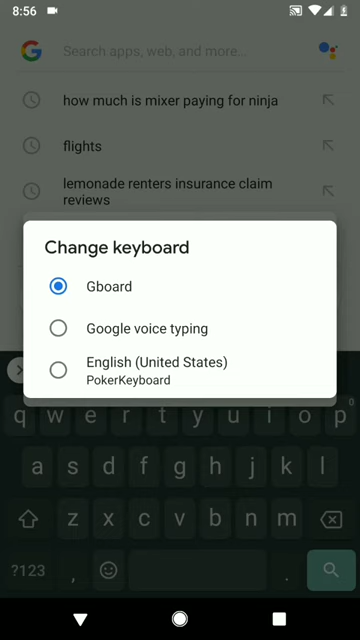 8:56
Search apps, web, and more...
how much is mixer paying for ninja
flights
lemonade renters insurance claim
reviews
Change keyboard
Gboard
Google voice typing
English (United States)
PokerKeyboard
q w e r t y u i o p 0
a s d f g h j k l
z x c v b n m
?123 , .